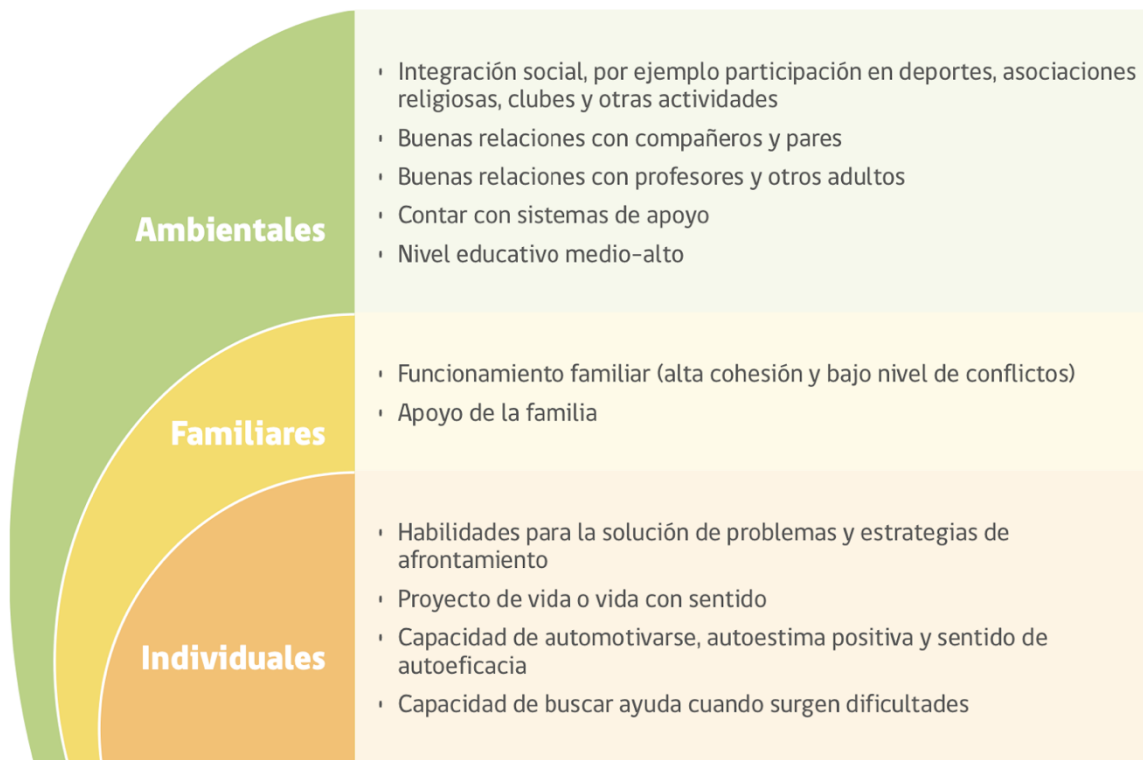 Ambientales
· Integración social, por ejemplo participación en deportes, asociaciones
religiosas, clubes y otras actividades
· Buenas relaciones con compañeros y pares
· Buenas relaciones con profesores y otros adultos
· Contar con sistemas de apoyo
· Nivel educativo medio-alto
Familiares
· Funcionamiento familiar (alta cohesión y bajo nivel de conflictos)
· Apoyo de la familia
Individuales
· Habilidades para la solución de problemas y estrategias de
afrontamiento
· Proyecto de vida o vida con sentido
· Capacidad de automotivarse, autoestima positiva y sentido de
autoeficacia
· Capacidad de buscar ayuda cuando surgen dificultades